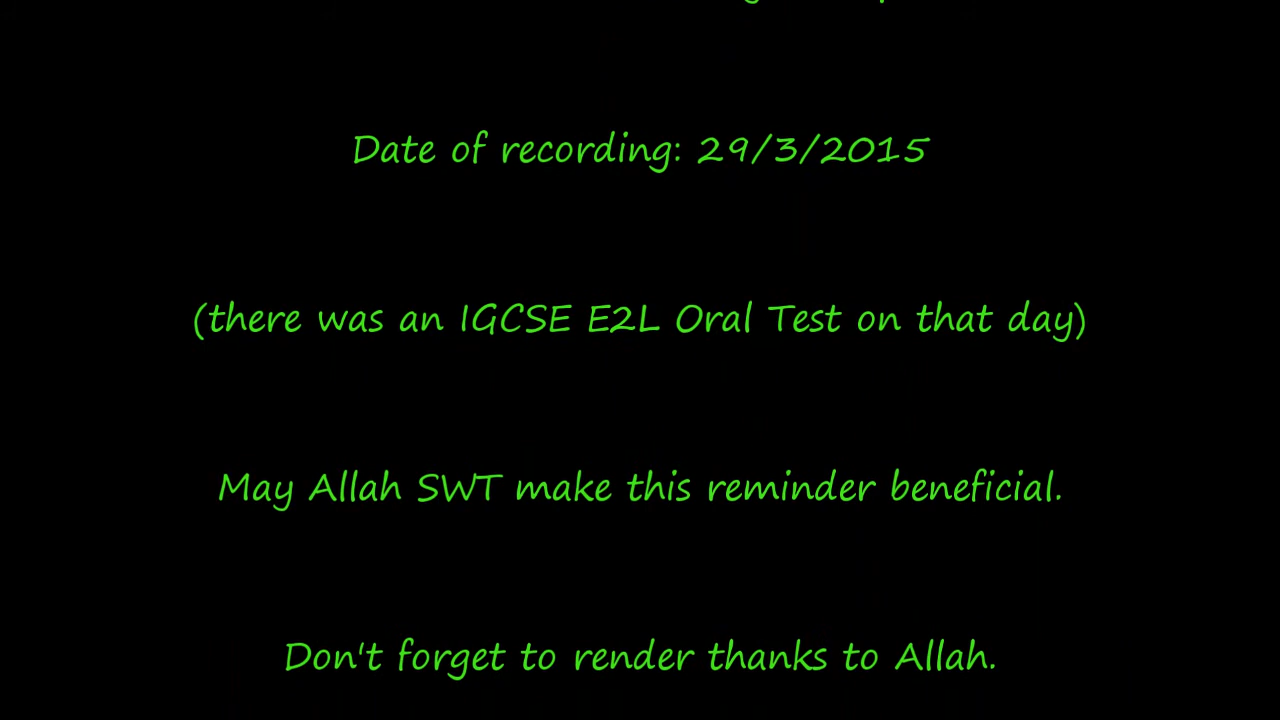 Date of recording: 29/3/2015
(there was an IGCSE E2L Oral Test on that day)
May Allah SWT make this reminder beneficial.
Don't forget to render thanks to Allah.